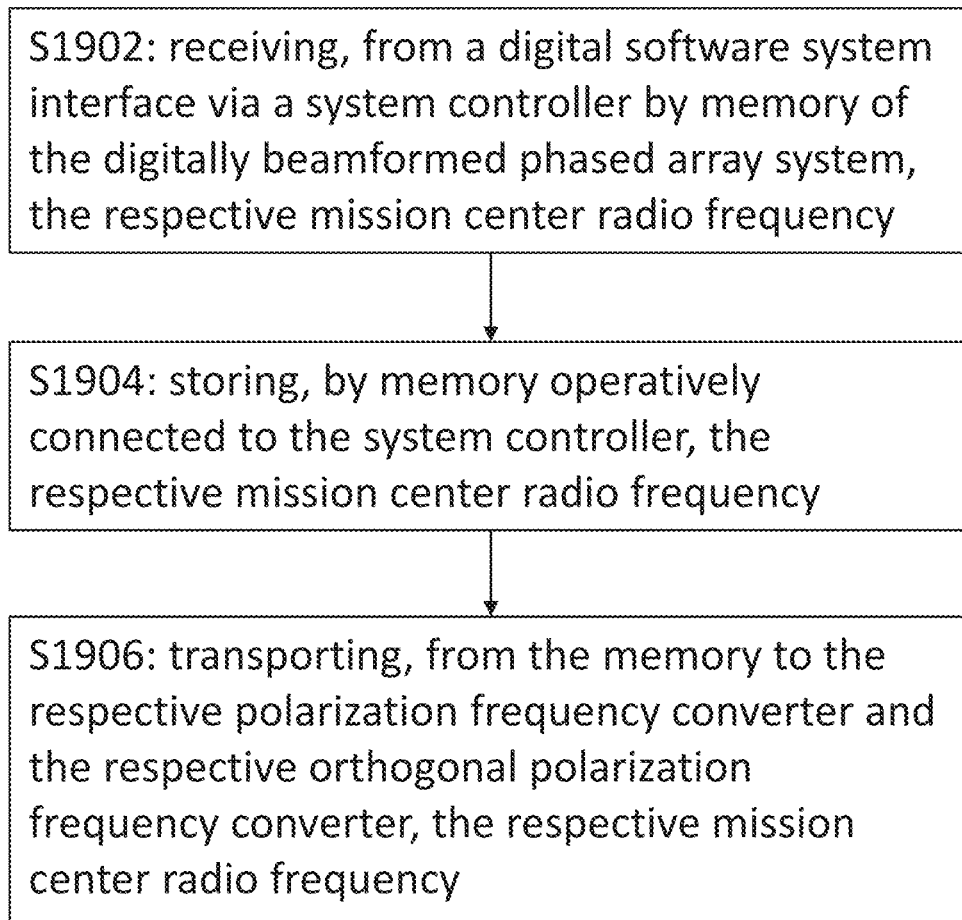 S1902: receiving, from a digital software system
interface via a system controller by memory of
the digitally beamformed phased array system,
the respective mission center radio frequency
S1904: storing, by memory operatively
connected to the system controller, the
respective mission center radio frequency
S1906: transporting, from the memory to the
respective polarization frequency converter and
the respective orthogonal polarization
frequency converter, the respective mission
center radio frequency